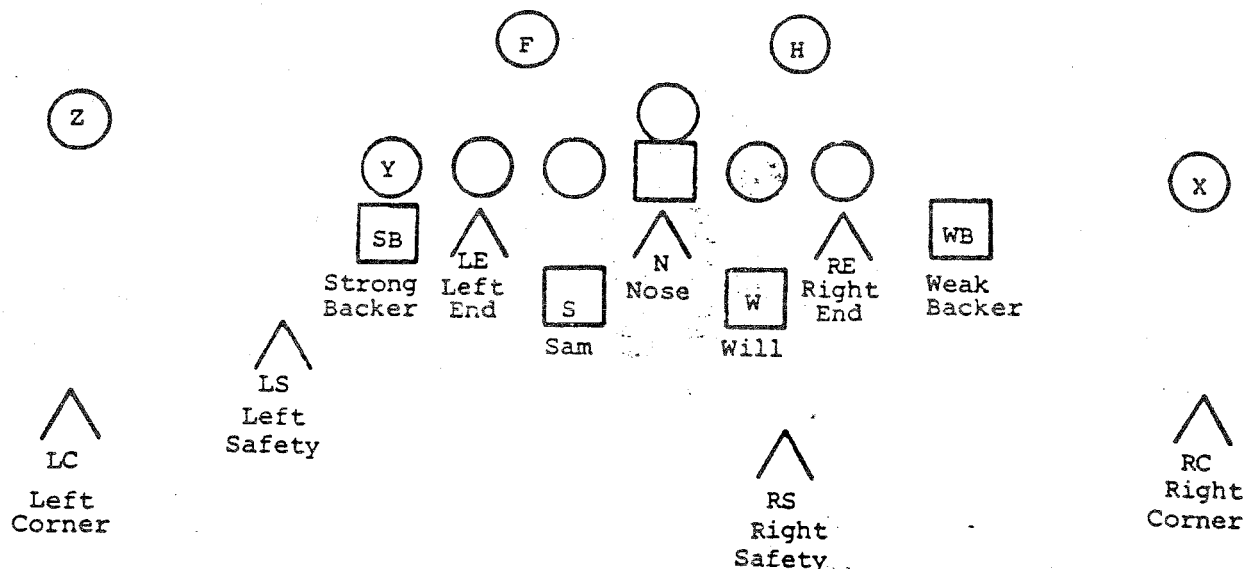 F
H
Z
Y
X
SB
WB
Strong
Backer
LE
Left
End
S
Sam
N
Nose
W
Will
RE
Right
End
Weak
Backer
LS
Left
Safety
LC
Left
Corner
RS
Right
Safety
RC
Right
Corner